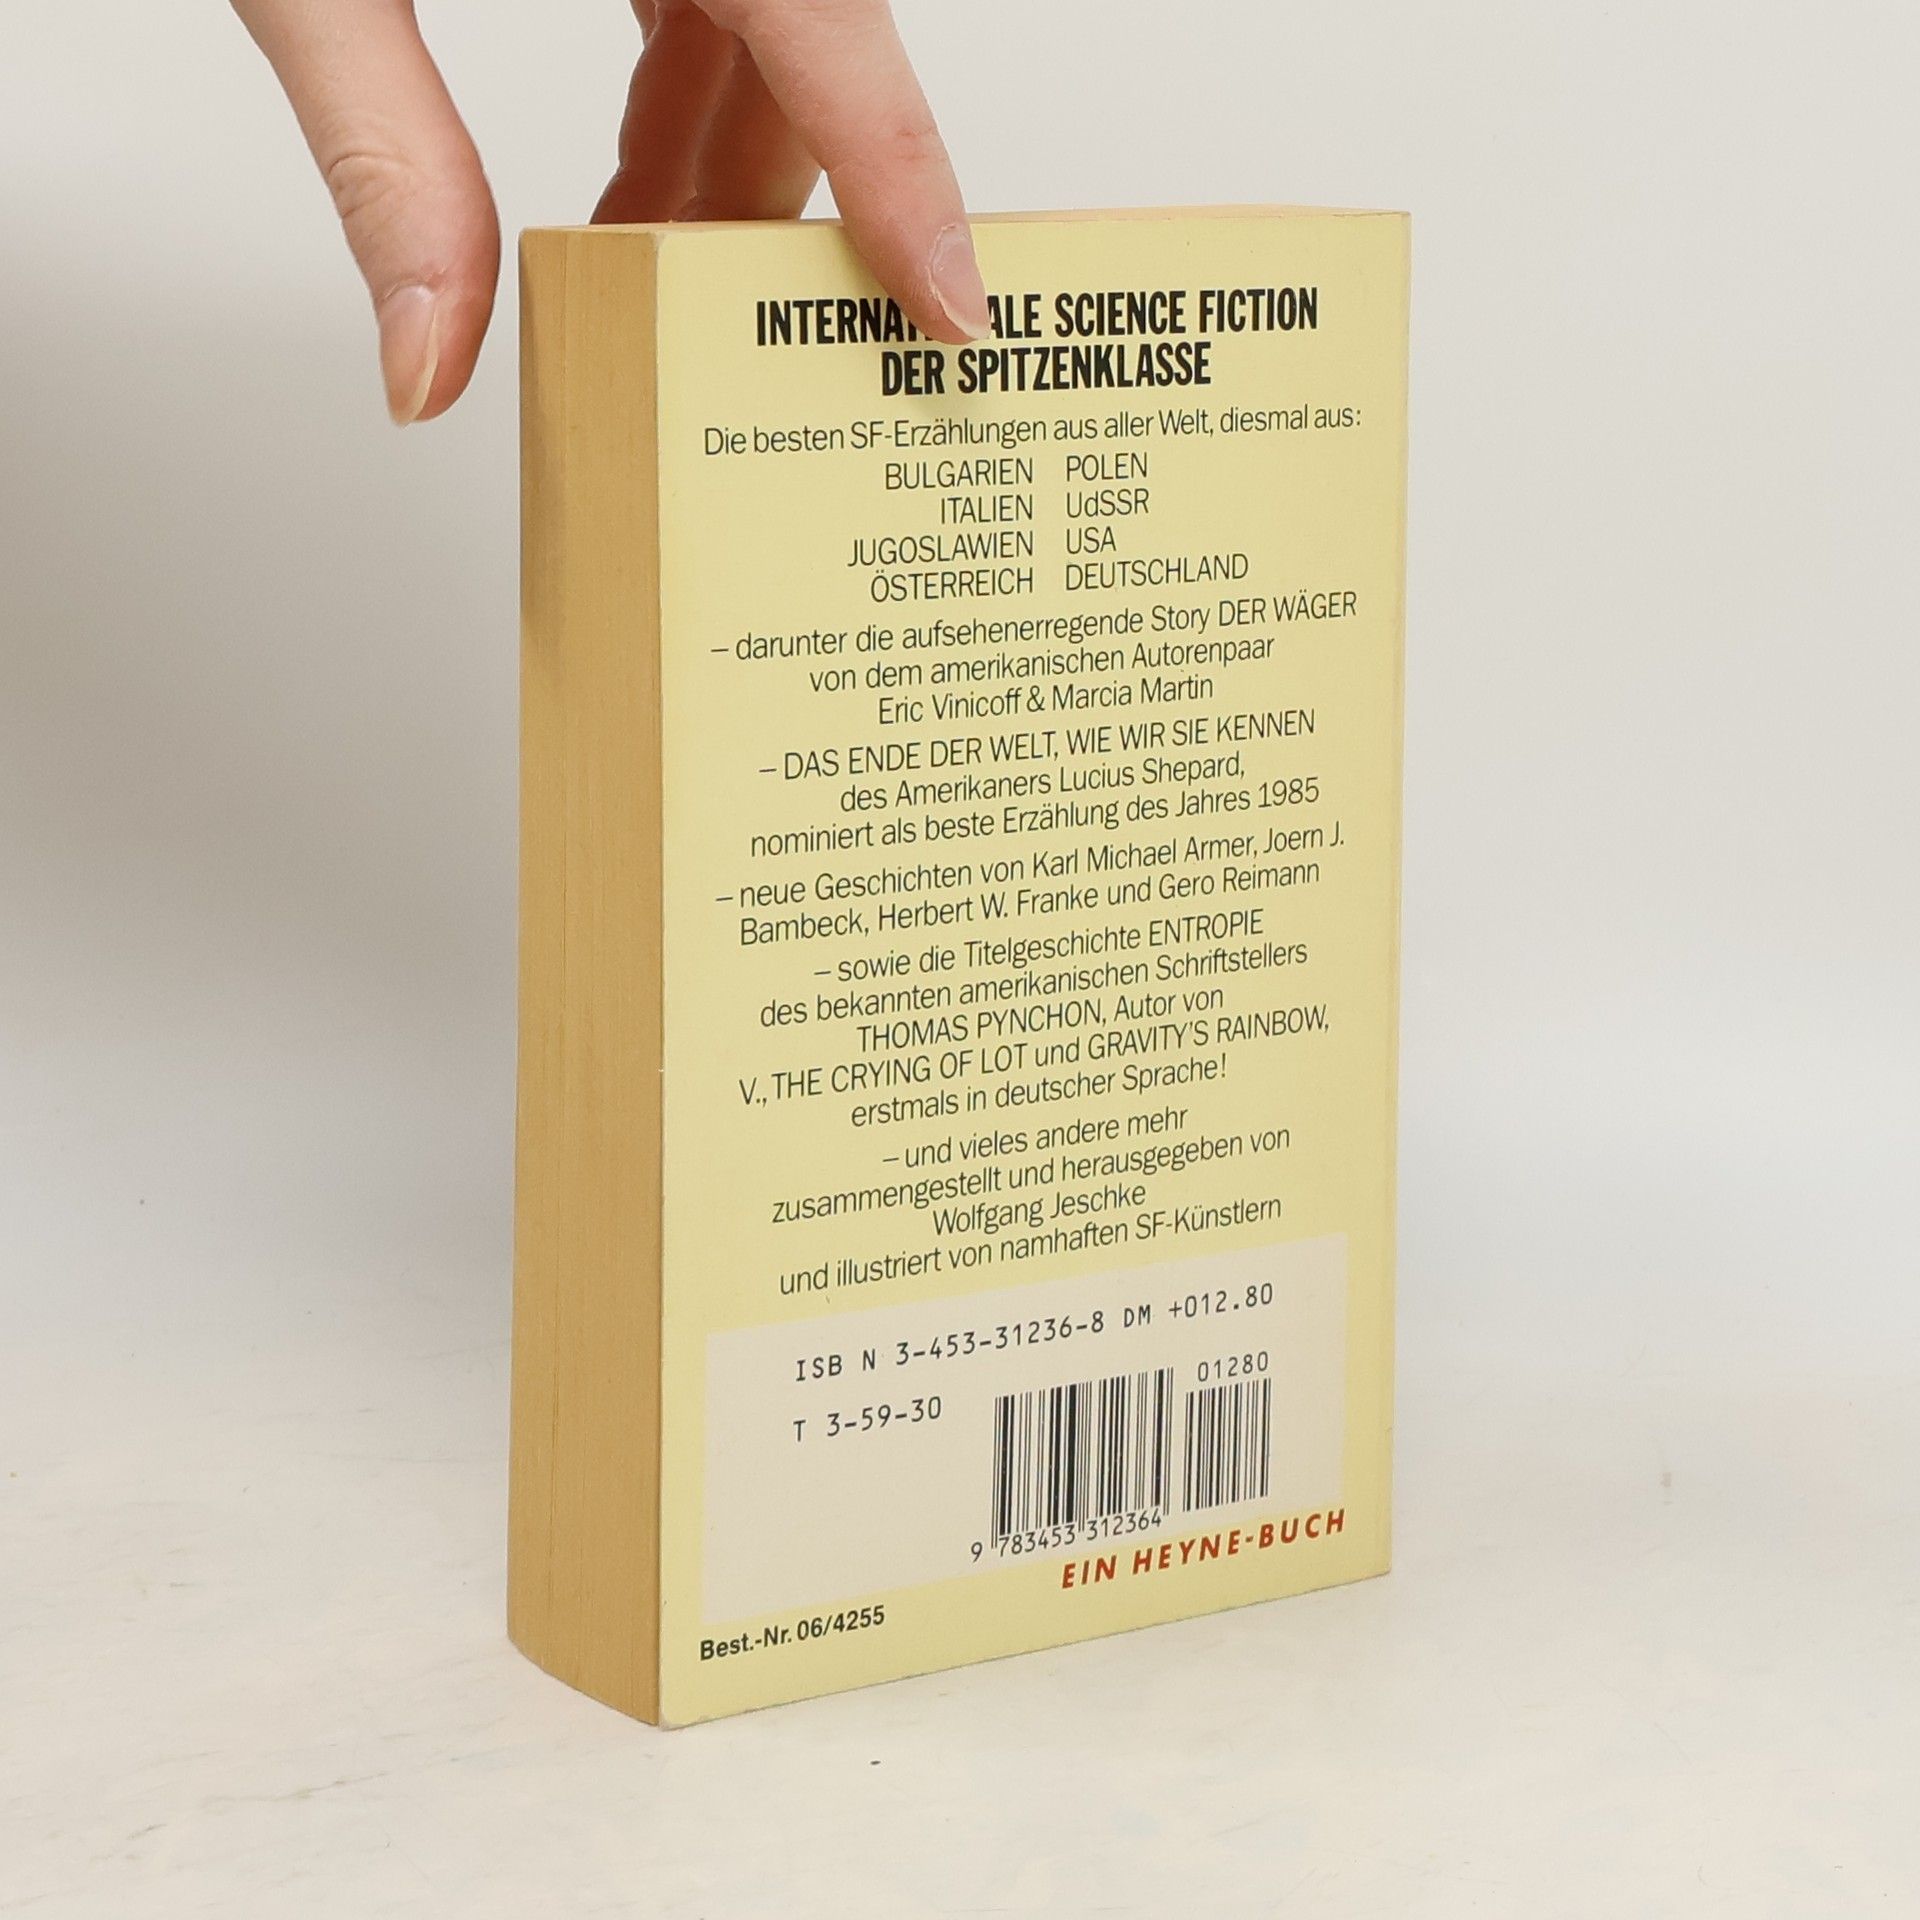 INTERNATIONALE SCIENCE FICTION
DER SPITZENKLASSE
Die besten SF-Erzählungen aus aller Welt, diesmal aus:
BULGARIEN POLEN
ITALIEN UdSSR
JUGOSLAWIEN USA
ÖSTERREICH DEUTSCHLAND
– darunter die aufsehenerregende Story DER WÄGER
von dem amerikanischen Autorenpaar
Eric Vinicoff & Marcia Martin
– DAS ENDE DER WELT, WIE WIR SIE KENNEN
des Amerikaners Lucius Shepard,
nominiert als beste Erzählung des Jahres 1985
– neue Geschichten von Karl Michael Armer, Joern J.
Bambeck, Herbert W. Franke und Gero Reimann
– sowie die Titelgeschichte ENTROPIE
des bekannten amerikanischen Schriftstellers
THOMAS PYNCHON, Autor von
V., THE CRYING OF LOT und GRAVITY'S RAINBOW,
erstmals in deutscher Sprache!
– und vieles andere mehr
zusammengestellt und herausgegeben von
Wolfgang Jeschke
und illustriert von namhaften SF-Künstlern
ISB N 3-453-31236-8 DM +012.80
T 3-59-30
01280
9 783453 312364
EIN HEYNE-BUCH
Best.-Nr. 06/4255